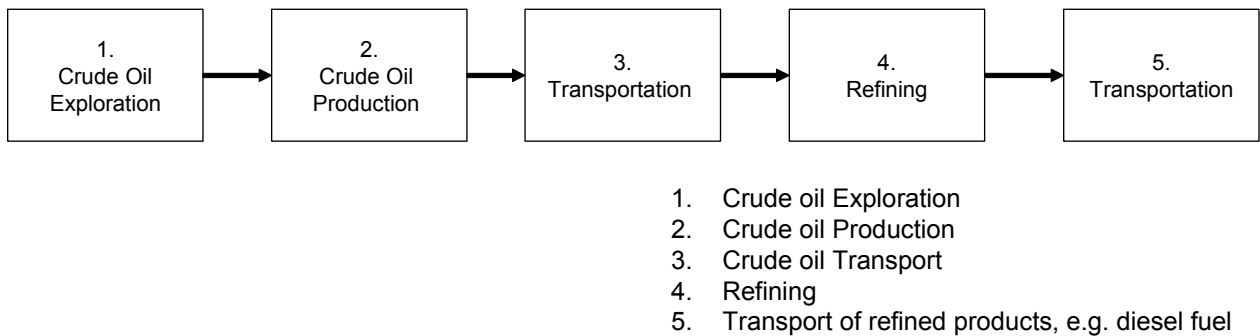 1.
Crude Oil
Exploration
2.
Crude Oil
Production
3.
Transportation
4.
Refining
5.
Transportation
1. Crude oil Exploration
2. Crude oil Production
3. Crude oil Transport
4. Refining
5. Transport of refined products, e.g. diesel fuel